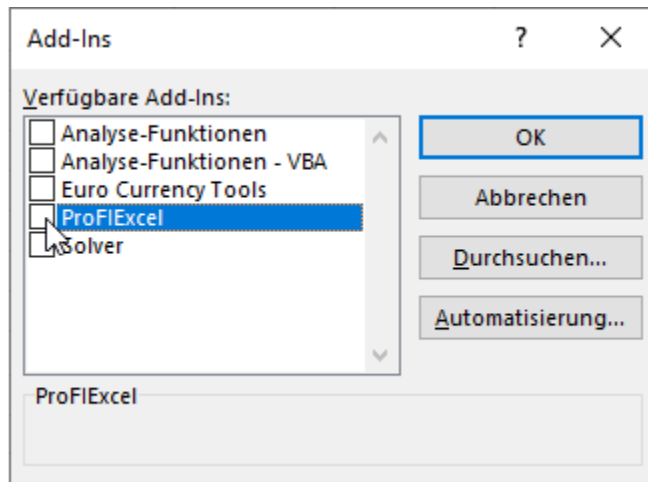 Add-Ins ?
Verfügbare Add-Ins:
Analyse-Funktionen
Analyse-Funktionen - VBA
Euro Currency Tools
ProFIExcel
Solver
OK
Abbrechen
Durchsuchen...
Automatisierung...
ProFIExcel